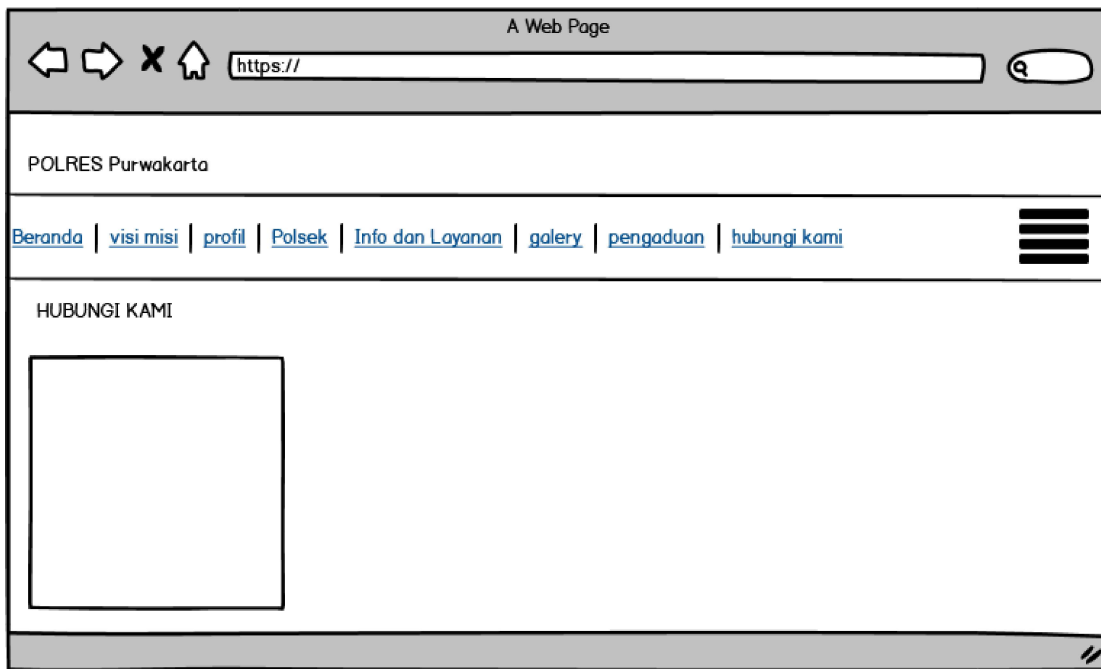 A Web Page
https://
POLRES Purwakarta
Beranda | visi misi | profil | Polsek | Info dan Layanan | galery | pengaduan | hubungi kami
HUBUNGI KAMI